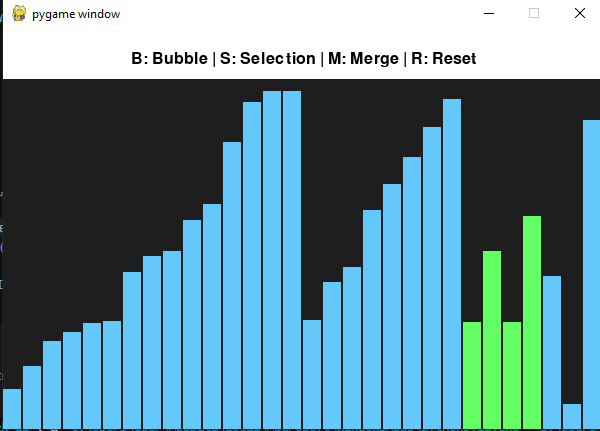 pygame window
B: Bubble | S: Selection | M: Merge | R: Reset